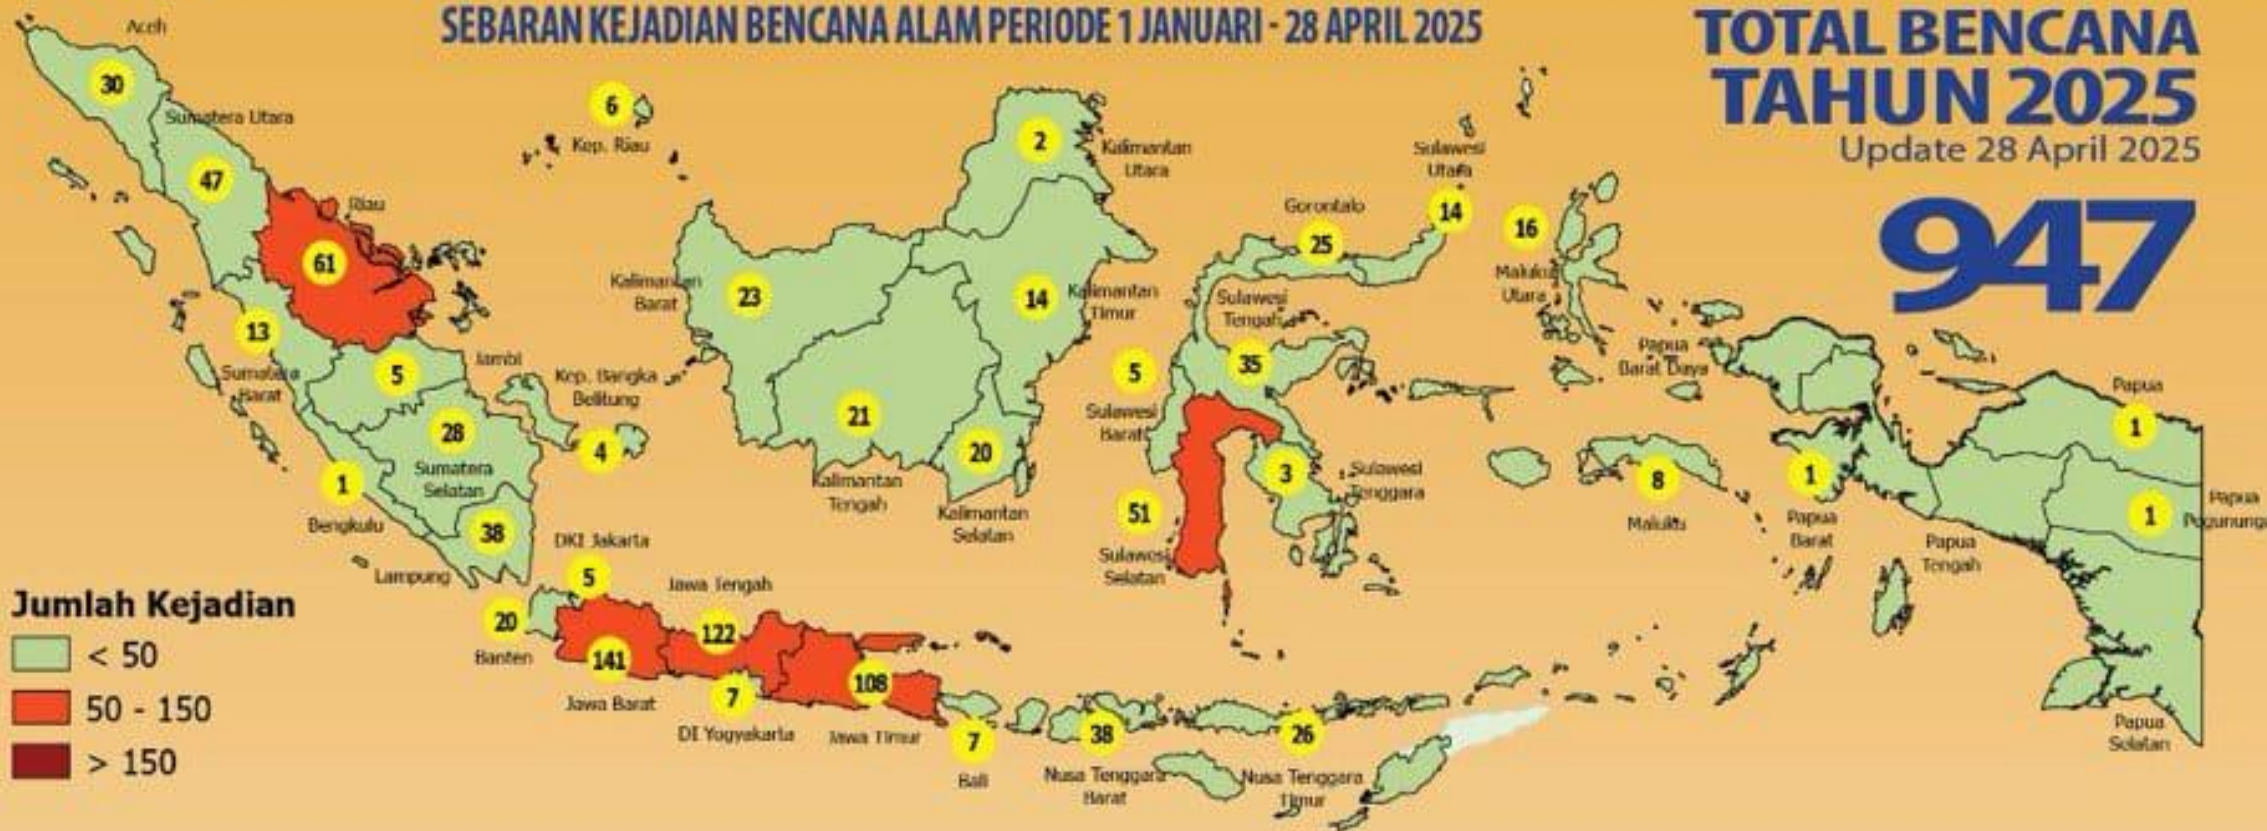 SEBARAN KEJADIAN BENCANA ALAM PERIODE 1 JANUARI - 28 APRIL 2025
TOTAL BENCANA
TAHUN 2025
Update 28 April 2025
947
Aceh
30
Sumatera Utara
47
Riau
61
6
Kep. Riau
13
Sumatera
Barat
5
Jambi
28
Sumatera
Selatan
Kep. Bangka
Belitung
4
1
Bengkulu
38
Lampung
2
Kalimantan
Utara
Kalimantan
Barat
23
14
Kalimantan
Timur
21
Kalimantan
Tengah
20
Kalimantan
Selatan
Sulawesi
Utara
14
Gorontalo
25
Sulawesi
Tengah
35
5
Sulawesi
Barat
51
Sulawesi
Selatan
3
Sulawesi
Tenggara
16
Maluku
Utara
8
Maluku
Papua
Barat Daya
1
Papua
Barat
Papua
1
1
Papua
Pegunungan
Papua
Tengah
Papua
Selatan
DKI Jakarta
5
20
Banten
141
Jawa Barat
Jawa Tengah
122
7
DI Yogyakarta
108
Jawa Timur
7
Bali
38
Nusa Tenggara
Barat
26
Nusa Tenggara
Timur
Jumlah Kejadian
< 50
50 - 150
> 150